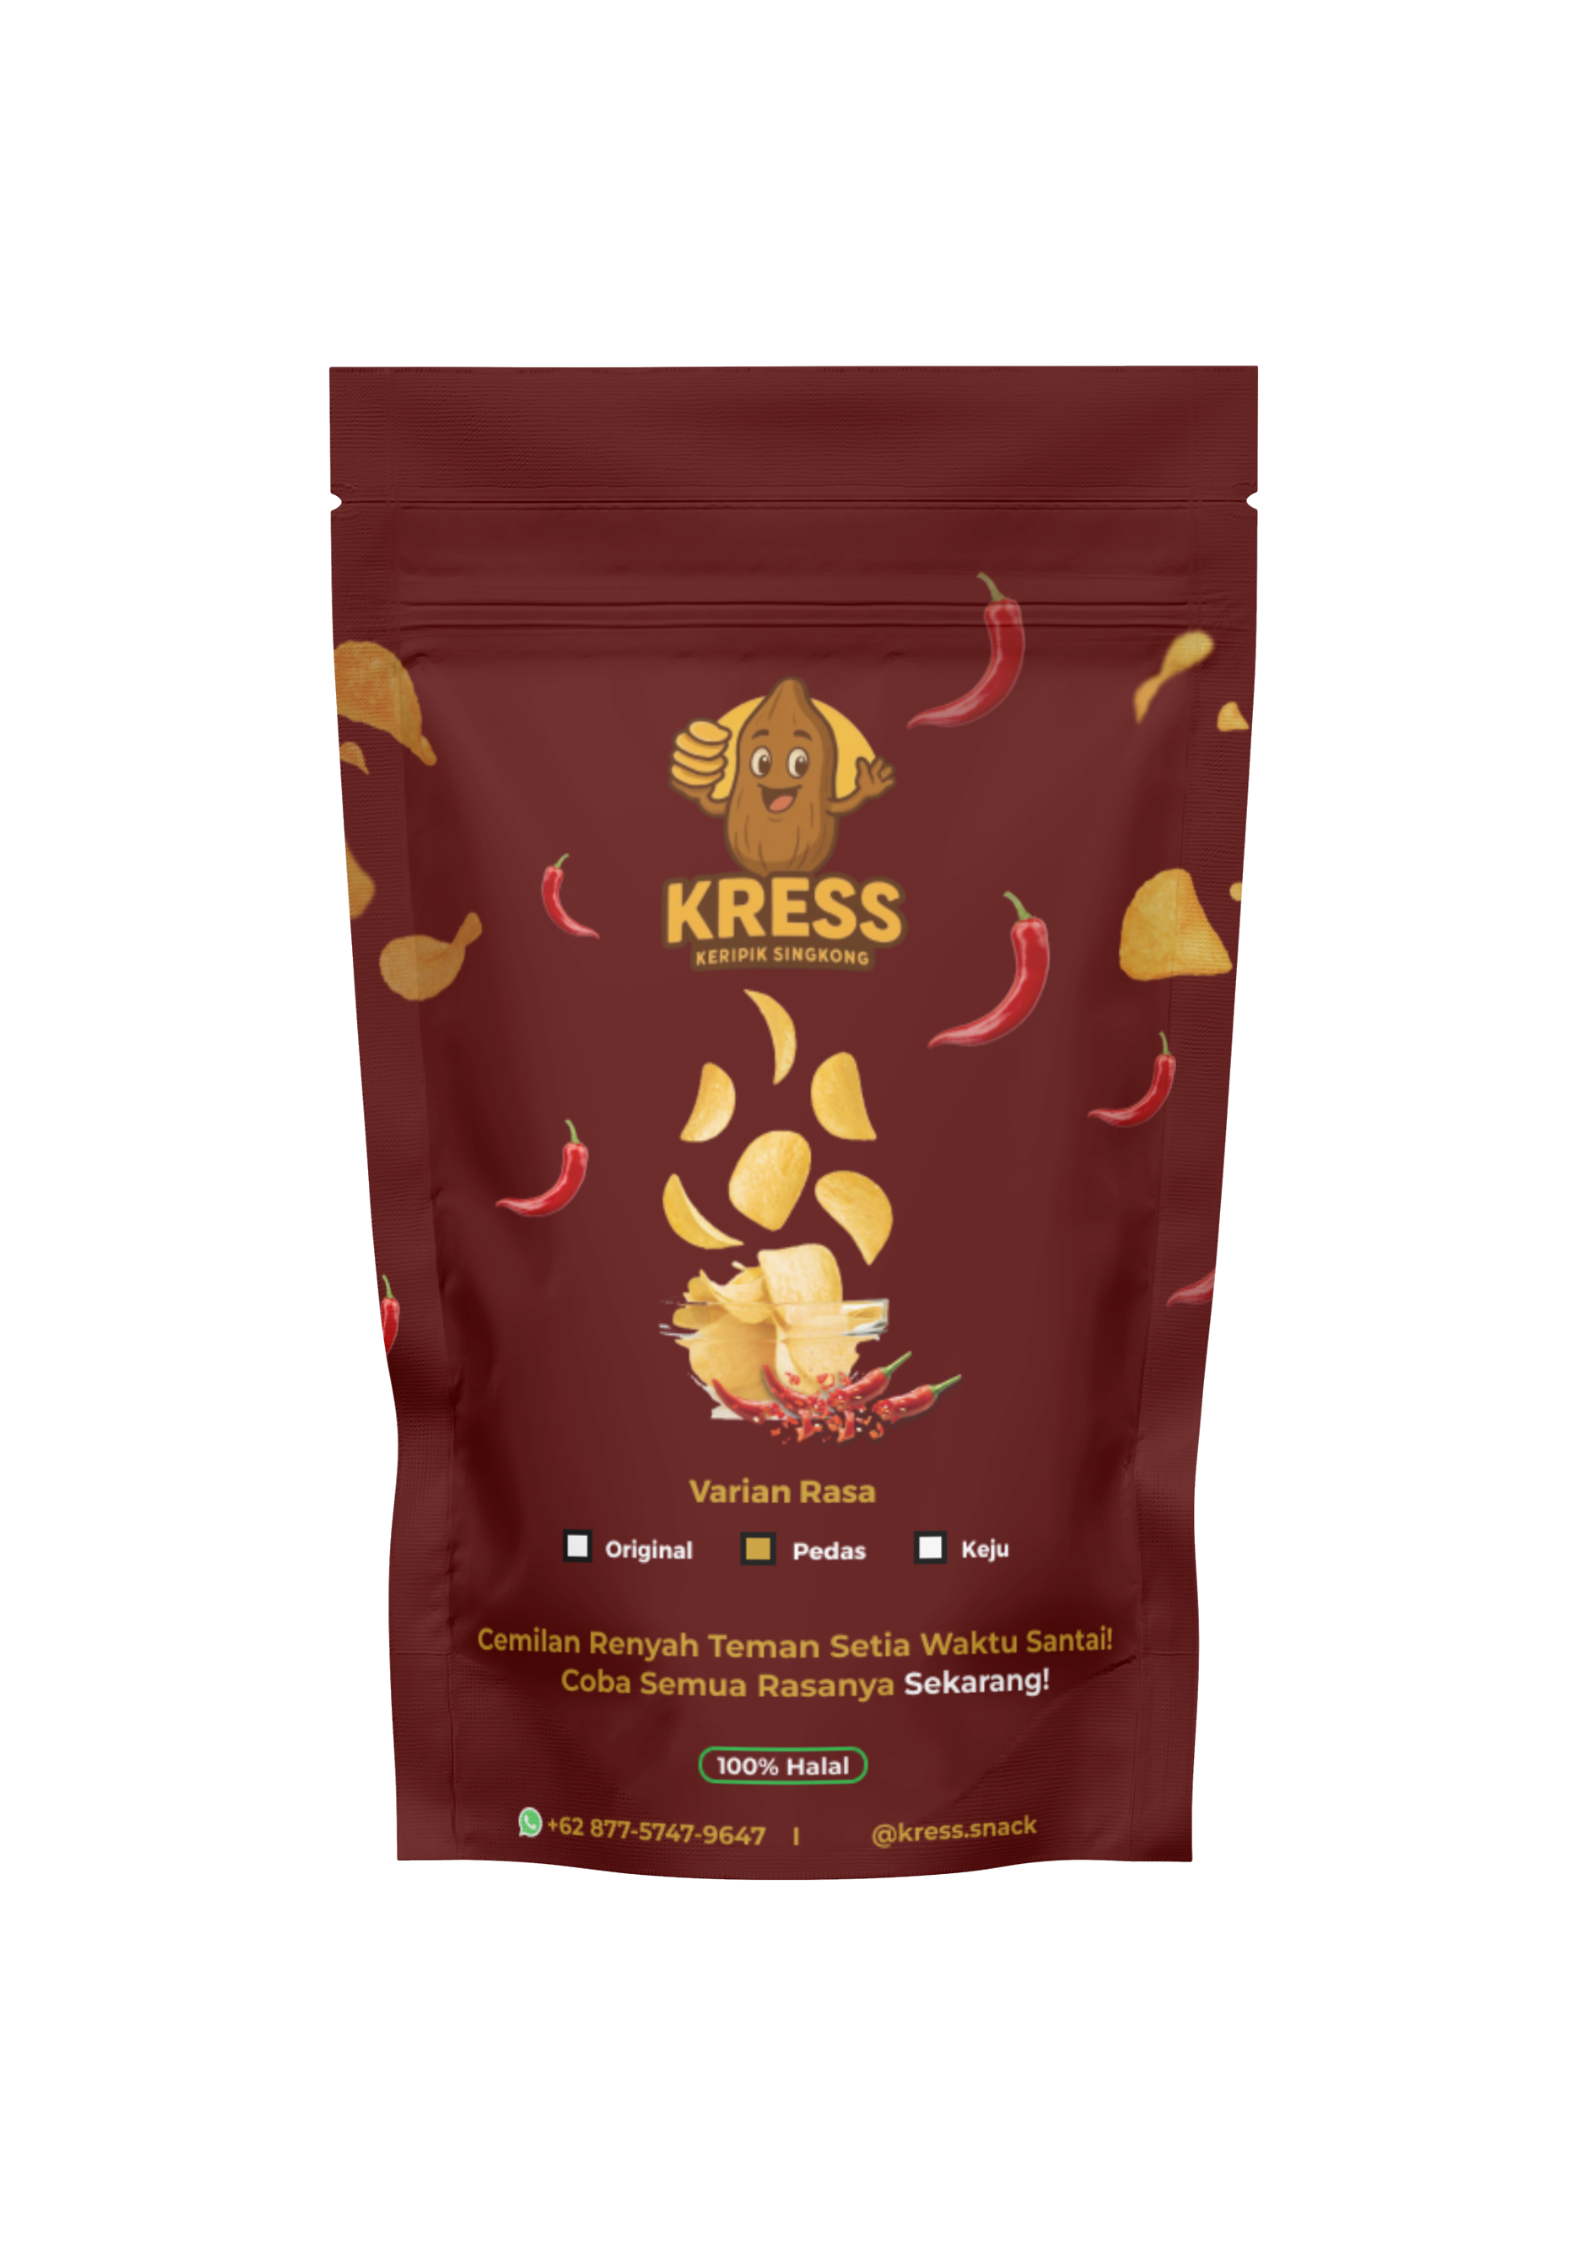 KRESS
KERIPIK SINGKONG
Varian Rasa
Original Pedas Keju
Cemilan Renyah Teman Setia Waktu Santai!
Coba Semua Rasanya Sekarang!
100% Halal
+62 877-5747-9647 | @kress.snack